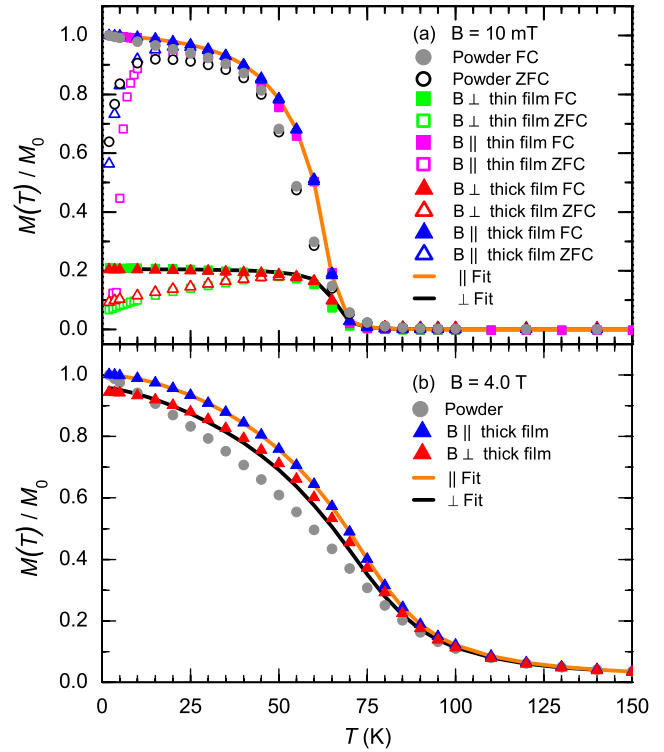 (a) B = 10 mT
Powder FC
Powder ZFC
B ⊥ thin film FC
B ⊥ thin film ZFC
B || thin film FC
B || thin film ZFC
B ⊥ thick film FC
B ⊥ thick film ZFC
B || thick film FC
B || thick film ZFC
|| Fit
⊥ Fit
1.0
0.8
0.6
0.4
0.2
0.0
M(T) / M0
(b) B = 4.0 T
Powder
B || thick film
B ⊥ thick film
|| Fit
⊥ Fit
1.0
0.8
0.6
0.4
0.2
0.0
M(T) / M0
0 25 50 75 100 125 150
T (K)